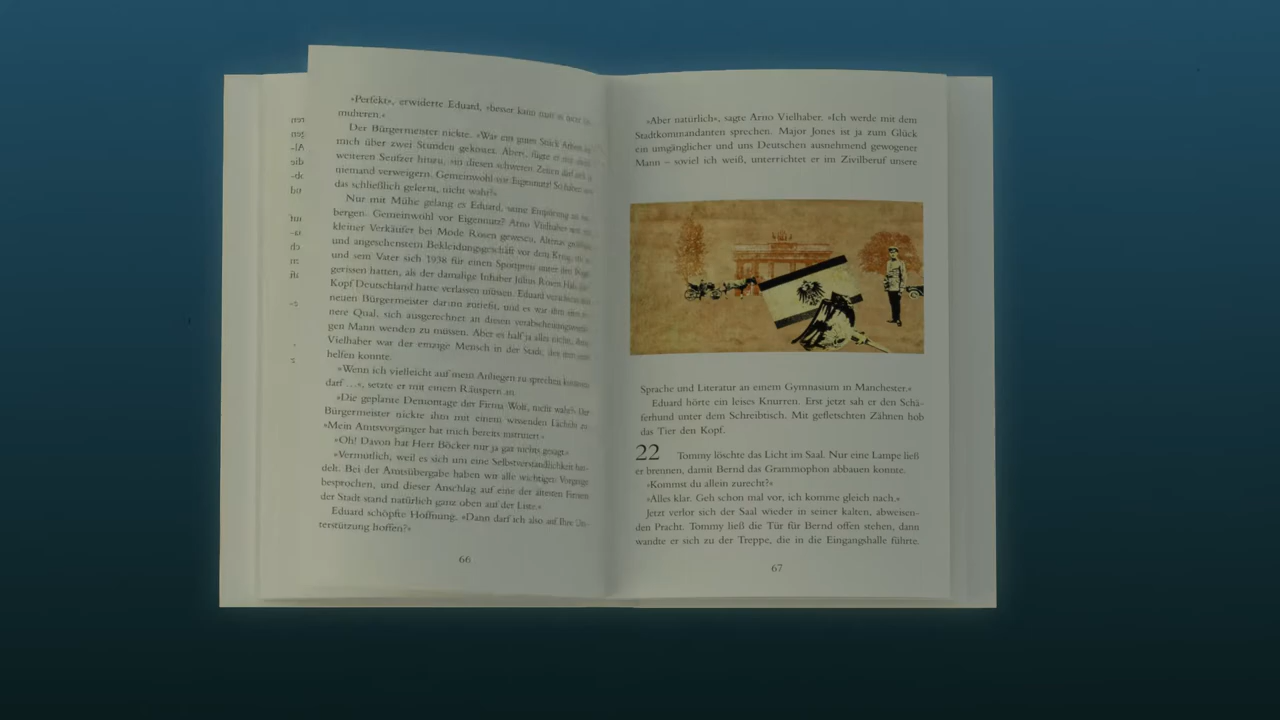 »Perfekt«, erwiderte Eduard, »besser kann man es nicht
mulieren.«
Der Bürgermeister nickte. »War ein gutes Stück Arbeit,
mich über zwei Stunden gekostet. Aber«, fügte er mit
weiteren Seufzer hinzu, »in diesen schweren Zeiten darf sich
niemand verweigern. Gemeinwohl vor Eigennutz! So haben
das schließlich gelernt, nicht wahr?«
Nur mit Mühe gelang es Eduard, seine Empörung zu
bergen. Gemeinwohl vor Eigennutz? Arno Vielhaber
kleiner Verkäufer bei Mode Rosen gewesen,
und angesehenstem Bekleidungsgeschäft vor dem Krieg,
und sein Vater sich 1938 für einen Spottpreis unter den Nagel
gerissen hatten, als der damalige Inhaber Julius Rosen Hals
Kopf Deutschland hatte verlassen müssen. Eduard
neuen Bürgermeister darum zutiefst, und es war ihm
nere Qual, sich ausgerechnet an diesen verabscheuungswürdi-
gen Mann wenden zu müssen. Aber es half ja alles nichts, Arno
Vielhaber war der einzige Mensch in der Stadt, der ihm
helfen konnte.
»Wenn ich vielleicht auf mein Anliegen zu sprechen kommen
darf …«, setzte er mit einem Räuspern an.
»Die geplante Demontage der Firma Wolf, nicht wahr?« Der
Bürgermeister nickte ihm mit einem wissenden Lächeln zu.
»Mein Amtsvorgänger hat mich bereits instruiert.«
»Oh! Davon hat Herr Böcker mir ja gar nichts gesagt.«
»Vermutlich, weil es sich um eine Selbstverständlichkeit han-
delt. Bei der Amtsübergabe haben wir alle wichtigen Vorgänge
besprochen, und dieser Anschlag auf eine der ältesten Firmen
der Stadt stand natürlich ganz oben auf der Liste.«
Eduard schöpfte Hoffnung. »Dann darf ich also auf Ihre Un-
terstützung hoffen?«
66
»Aber natürlich«, sagte Arno Vielhaber. »Ich werde mit dem
Stadtkommandanten sprechen. Major Jones ist ja zum Glück
ein umgänglicher und uns Deutschen ausnehmend gewogener
Mann – soviel ich weiß, unterrichtet er im Zivilberuf unsere
Sprache und Literatur an einem Gymnasium in Manchester.«
Eduard hörte ein leises Knurren. Erst jetzt sah er den Schä-
ferhund unter dem Schreibtisch. Mit gefletschten Zähnen hob
das Tier den Kopf.
22 Tommy löschte das Licht im Saal. Nur eine Lampe ließ
er brennen, damit Bernd das Grammophon abbauen konnte.
»Kommst du allein zurecht?«
»Alles klar. Geh schon mal vor, ich komme gleich nach.«
Jetzt verlor sich der Saal wieder in seiner kalten, abweisen-
den Pracht. Tommy ließ die Tür für Bernd offen stehen, dann
wandte er sich zu der Treppe, die in die Eingangshalle führte.
67